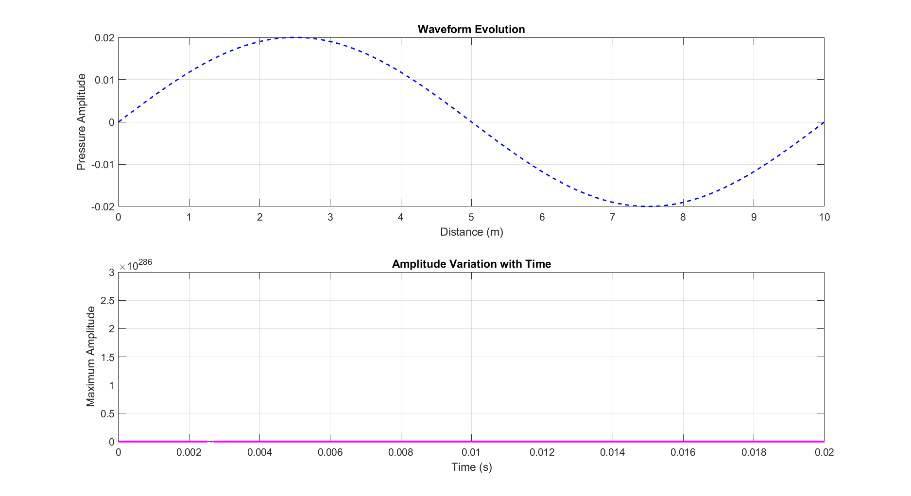 Waveform Evolution
Pressure Amplitude
0.02
0.01
0
-0.01
-0.02
0 1 2 3 4 5 6 7 8 9 10
Distance (m)
Amplitude Variation with Time
×10^286
Maximum Amplitude
3
2.5
2
1.5
1
0.5
0
0 0.002 0.004 0.006 0.008 0.01 0.012 0.014 0.016 0.018 0.02
Time (s)